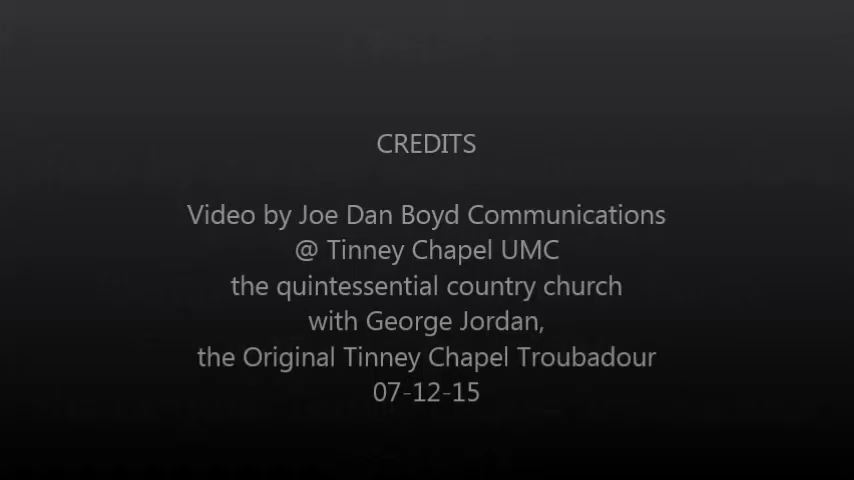 CREDITS
Video by Joe Dan Boyd Communications
@ Tinney Chapel UMC
the quintessential country church
with George Jordan,
the Original Tinney Chapel Troubadour
07-12-15